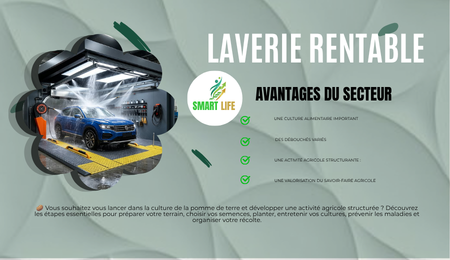 LAVERIE RENTABLE
SMART LIFE
AVANTAGES DU SECTEUR
UNE CULTURE ALIMENTAIRE IMPORTANT
DES DÉBOUCHÉS VARIÉS
UNE ACTIVITÉ AGRICOLE STRUCTURANTE :
UNE VALORISATION DU SAVOIR-FAIRE AGRICOLE
🥔 Vous souhaitez vous lancer dans la culture de la pomme de terre et développer une activité agricole structurée ? Découvrez
les étapes essentielles pour préparer votre terrain, choisir vos semences, planter, entretenir vos cultures, prévenir les maladies et
organiser votre récolte.